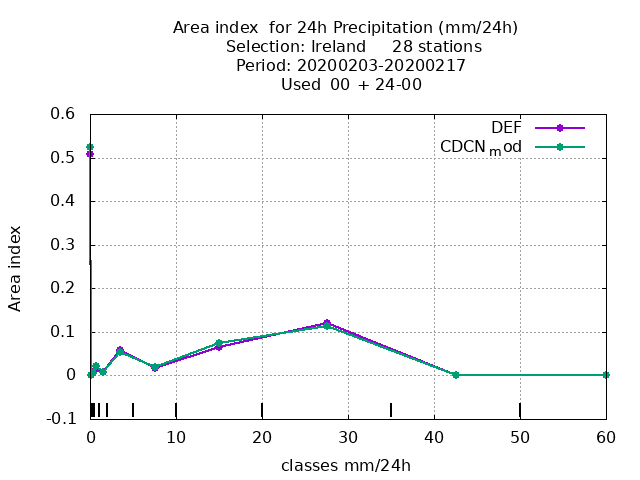 Area index  for 24h Precipitation (mm/24h)
Selection: Ireland     28 stations
Period: 20200203-20200217
Used  00 + 24-00
DEF
CDCN_mod
0.6
0.5
0.4
0.3
0.2
0.1
0
-0.1
Area index
0 10 20 30 40 50 60
classes mm/24h